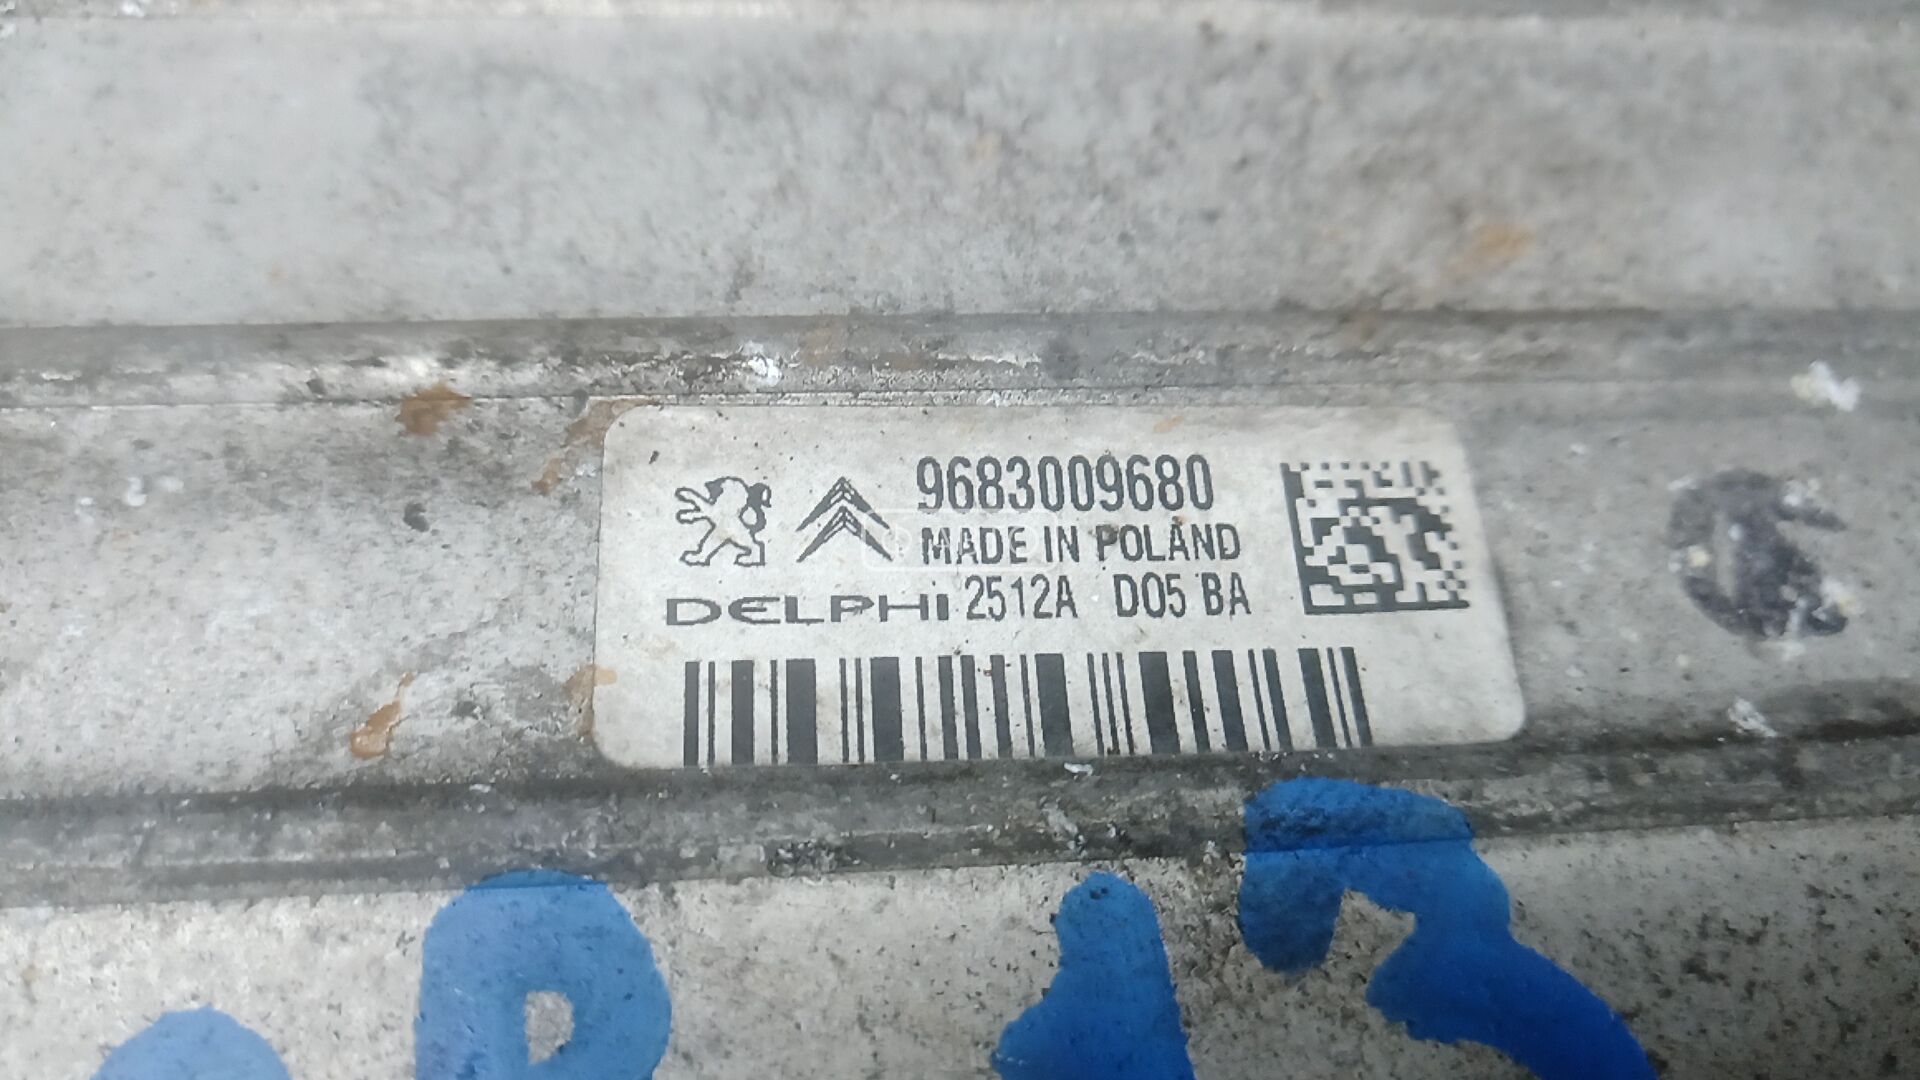 9683009680
MADE IN POLAND
DELPHI 2512A D05 BA